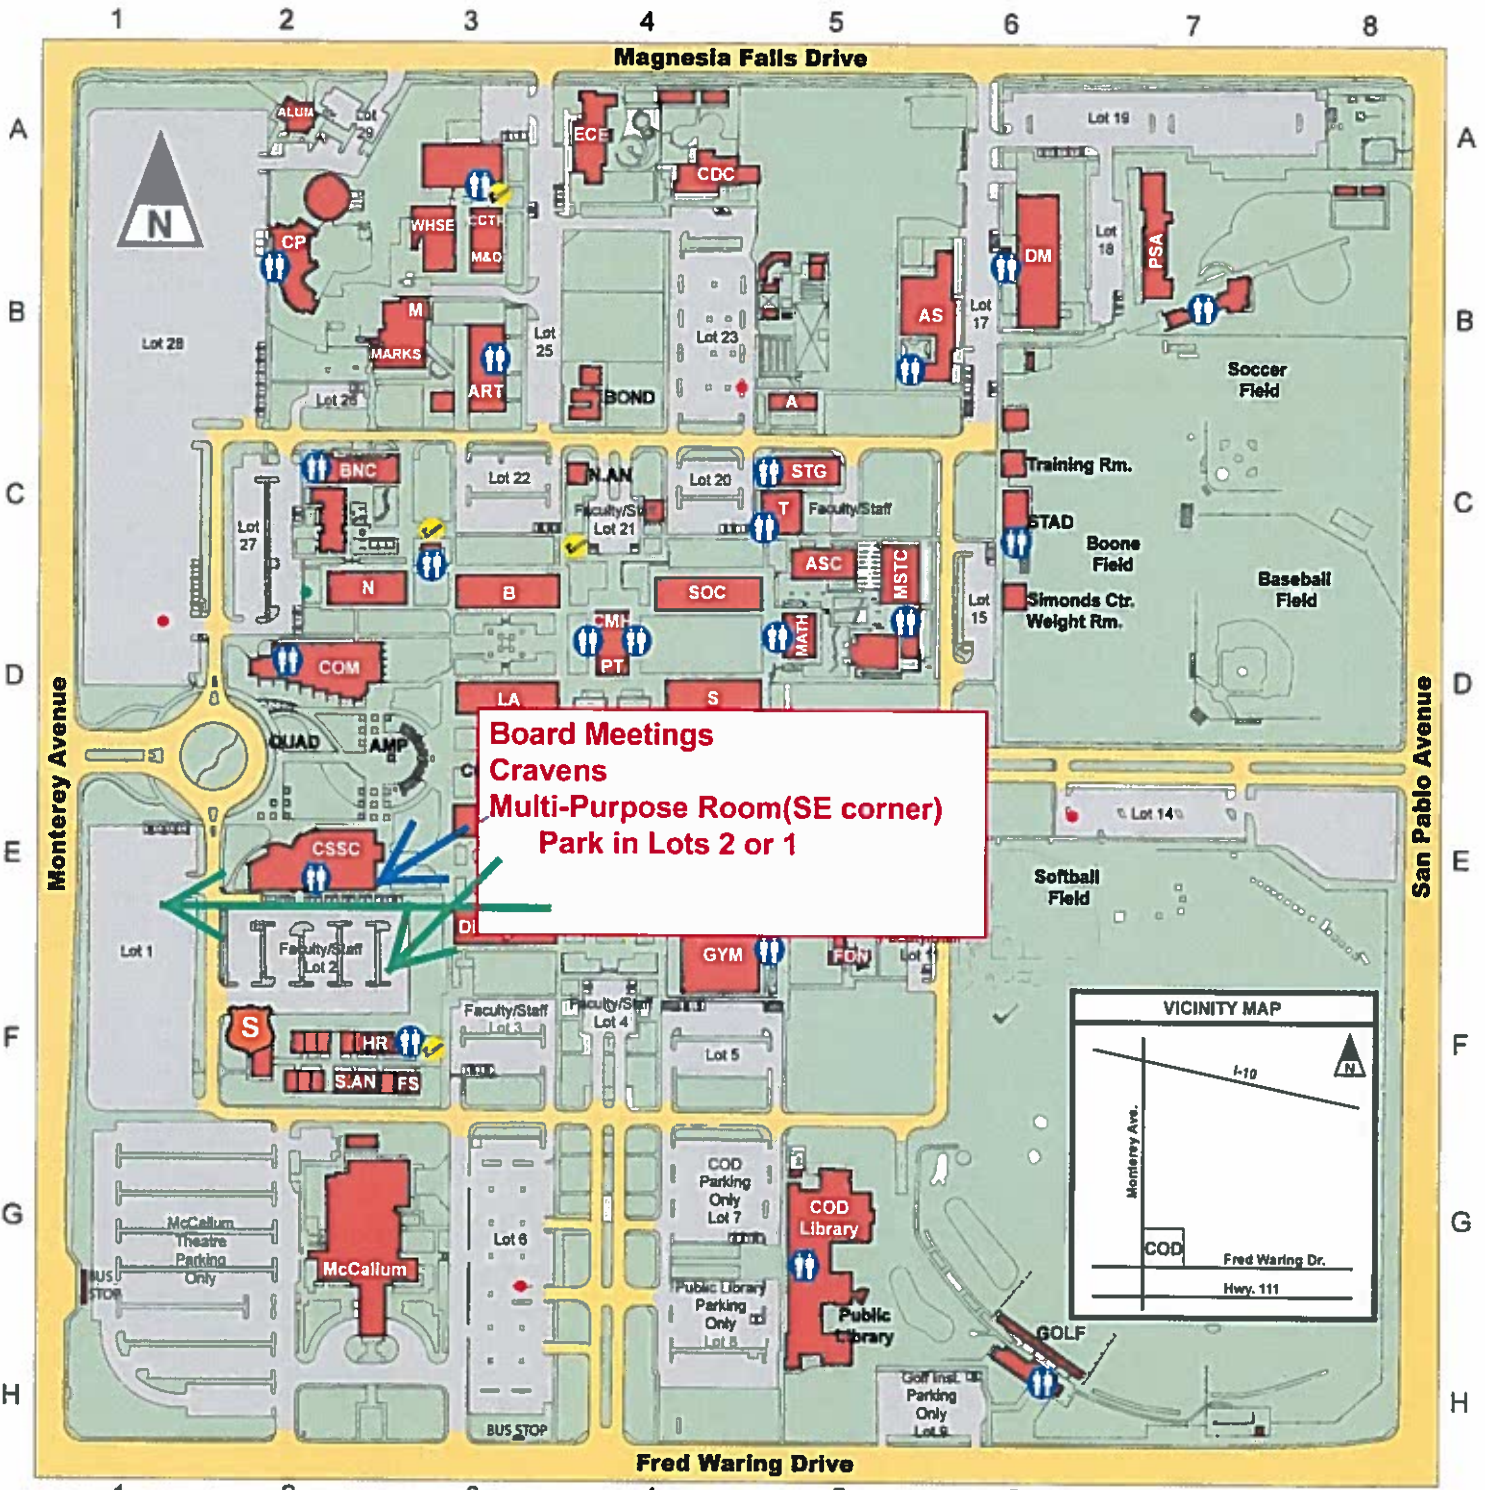 1 2 3 4 5 6 7 8
Magnesia Falls Drive
A
ALUM
Lot
29
ECE
CDC
Lot 19
A
N
WHSE
M&O
CP
DM
Lot
18
PSA
B
M
MARKS
ART
Lot 28
Lot
25
Lot 23
AS
Lot
17
B
Lot 26
BOND
A
Soccer
Field
BNC
Lot 22
N.AN
Lot 20
STG
Training Rm.
C
Lot
27
Faculty/Staff
Lot 21
T
Faculty/Staff
STAD
C
Boone
Field
ASC
MSTC
Baseball
Field
N
B
SOC
Lot
15
Simonds Ctr.
Weight Rm.
CMH
PT
MATH
D
COM
LA
S
D
Monterey Avenue
San Pablo Avenue
QUAD
AMP
Board Meetings
Cravens
Multi-Purpose Room(SE corner)
Park in Lots 2 or 1
Lot 14
E
CSSC
E
Softball
Field
Lot 1
Faculty/Staff
Lot 2
GYM
FDN
Lot
VICINITY MAP
I-10
N
Monterey Ave.
COD
Fred Waring Dr.
Hwy. 111
F
S
HR
S.AN
FS
Faculty/Staff
Lot 3
Faculty/Staff
Lot 4
Lot 5
F
G
McCallum
Theatre
Parking
Only
BUS
STOP
McCallum
Lot 6
COD
Parking
Only
Lot 7
COD
Library
G
Public Library
Parking
Only
Lot 8
Public
Library
GOLF
H
Golf Inst.
Parking
Only
Lot 9
H
BUS STOP
Fred Waring Drive